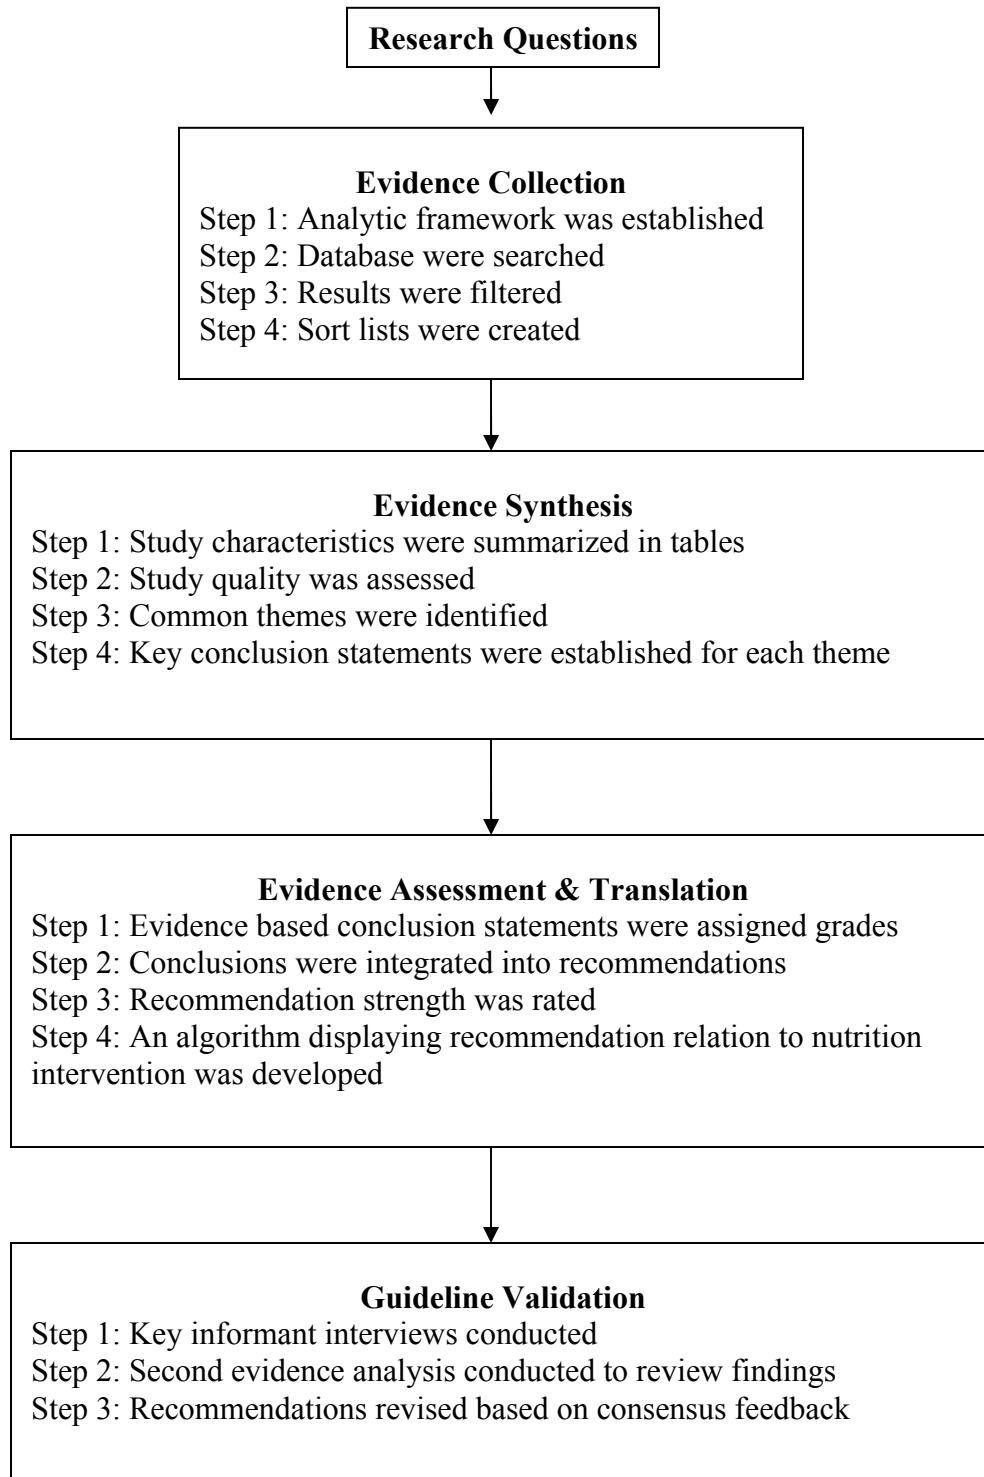 Research Questions
Evidence Collection
Step 1: Analytic framework was established
Step 2: Database were searched
Step 3: Results were filtered
Step 4: Sort lists were created
Evidence Synthesis
Step 1: Study characteristics were summarized in tables
Step 2: Study quality was assessed
Step 3: Common themes were identified
Step 4: Key conclusion statements were established for each theme
Evidence Assessment & Translation
Step 1: Evidence based conclusion statements were assigned grades
Step 2: Conclusions were integrated into recommendations
Step 3: Recommendation strength was rated
Step 4: An algorithm displaying recommendation relation to nutrition
intervention was developed
Guideline Validation
Step 1: Key informant interviews conducted
Step 2: Second evidence analysis conducted to review findings
Step 3: Recommendations revised based on consensus feedback